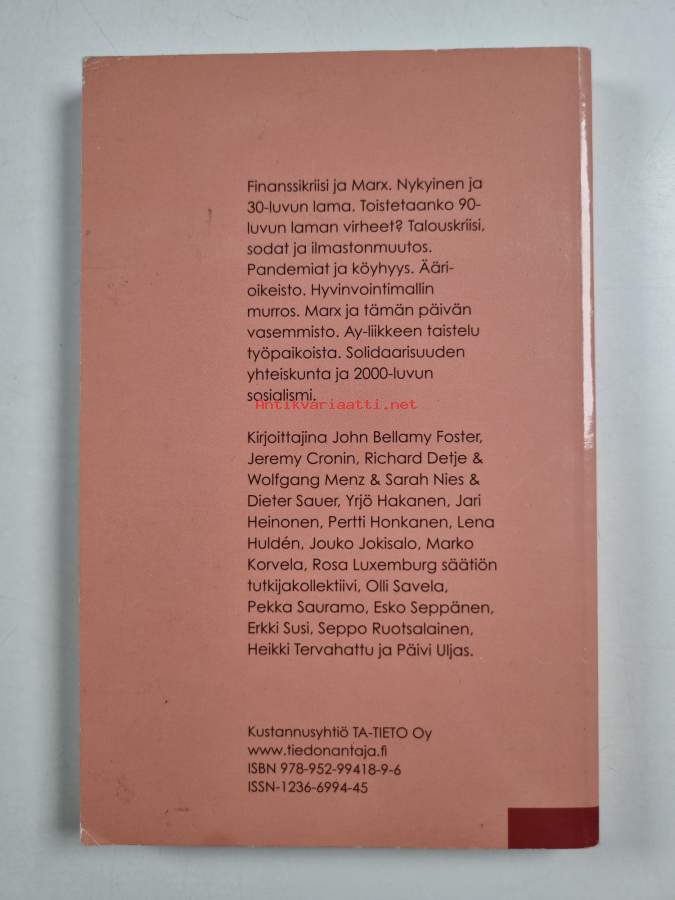 Finanssikriisi ja Marx. Nykyinen ja
30-luvun lama. Toistetaanko 90-
luvun laman virheet? Talouskriisi,
sodat ja ilmastonmuutos.
Pandemiat ja köyhyys. Ääri-
oikeisto. Hyvinvointimallin
murros. Marx ja tämän päivän
vasemmisto. Ay-liikkeen taistelu
työpaikoista. Solidaarisuuden
yhteiskunta ja 2000-luvun
sosialismi.
Antikvariaatti.net
Kirjoittajina John Bellamy Foster,
Jeremy Cronin, Richard Detje &
Wolfgang Menz & Sarah Nies &
Dieter Sauer, Yrjö Hakanen, Jari
Heinonen, Pertti Honkanen, Lena
Huldén, Jouko Jokisalo, Marko
Korvela, Rosa Luxemburg säätiön
tutkijakollektiivi, Olli Savela,
Pekka Sauramo, Esko Seppänen,
Erkki Susi, Seppo Ruotsalainen,
Heikki Tervahattu ja Päivi Uljas.
Kustannusyhtiö TA-TIETO Oy
www.tiedonantaja.fi
ISBN 978-952-99418-9-6
ISSN-1236-6994-45